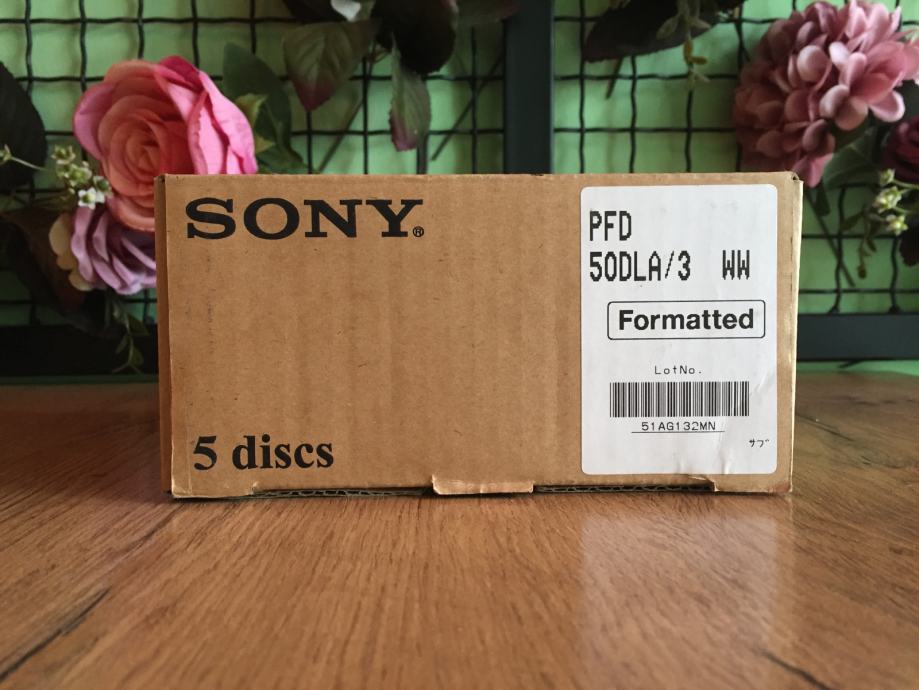 SONY®
5 discs
PFD
50DLA/3 WW
Formatted
LotNo.
51AG132MN
ｻﾌﾞ